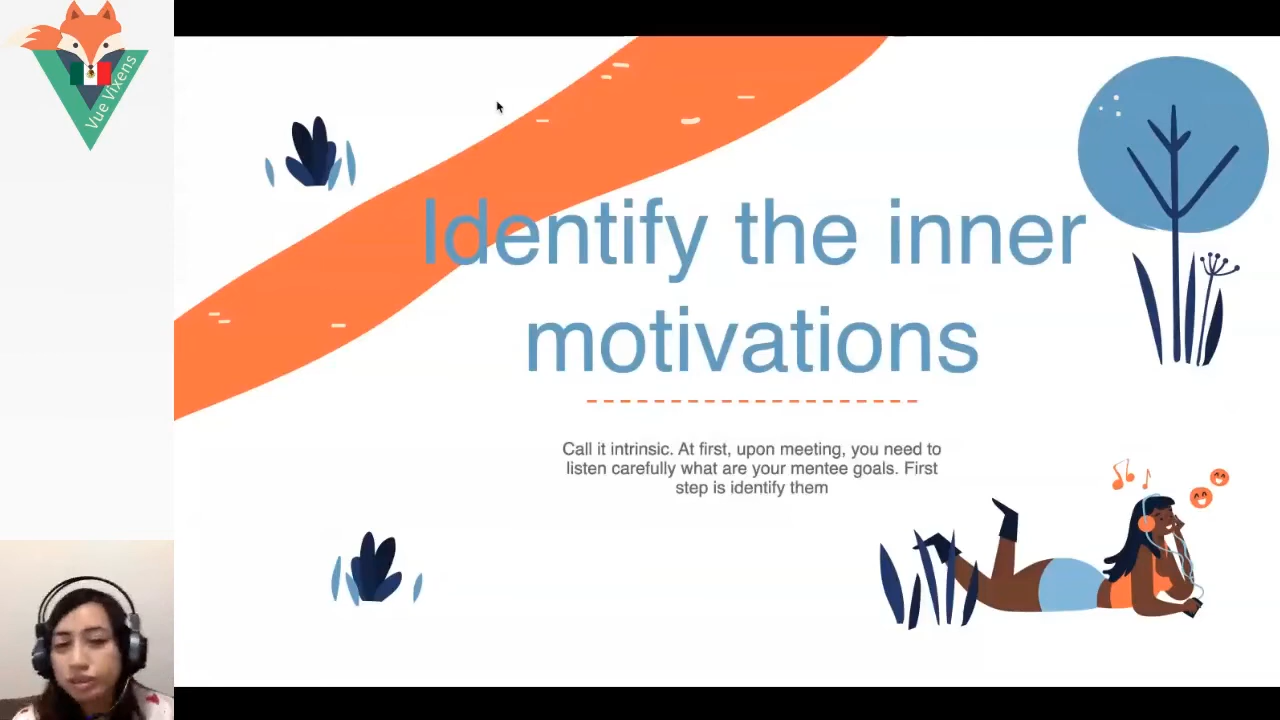 Vue Vixens
Identify the inner
motivations
Call it intrinsic. At first, upon meeting, you need to
listen carefully what are your mentee goals. First
step is identify them